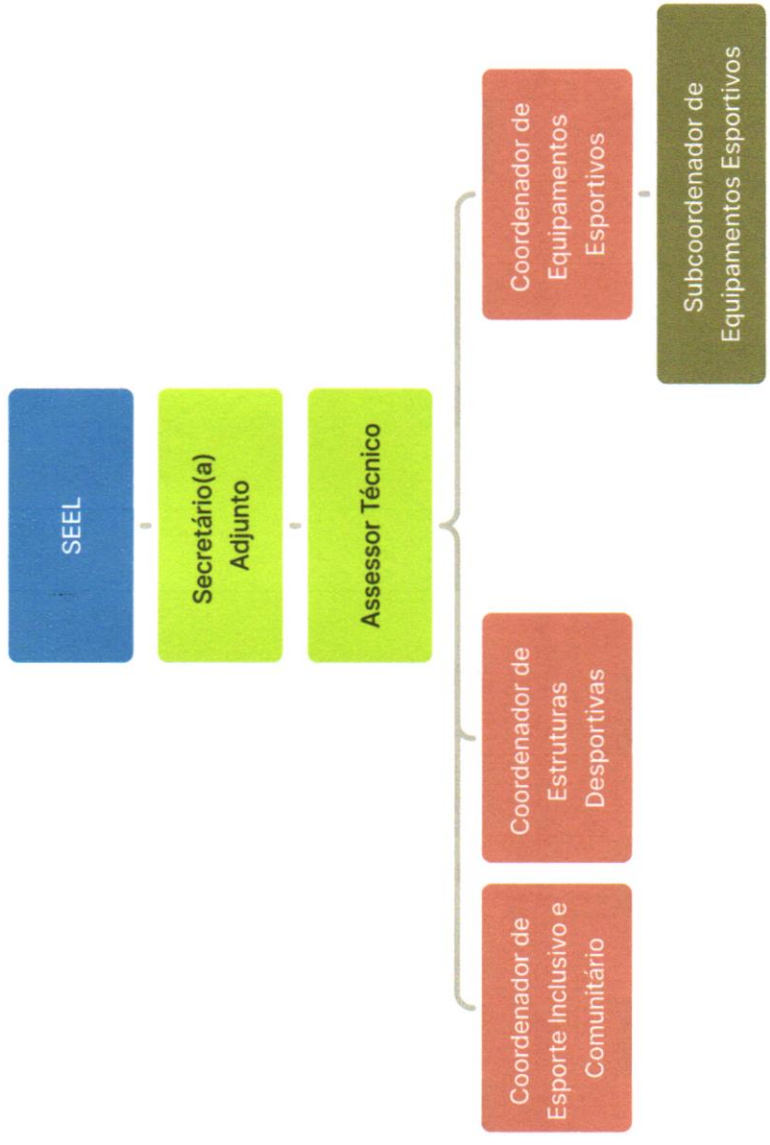 SEEL
Secretário(a)
Adjunto
Assessor Técnico
Coordenador de
Esporte Inclusivo e
Comunitário
Coordenador de
Estruturas
Desportivas
Coordenador de
Equipamentos
Esportivos
Subcoordenador de
Equipamentos Esportivos